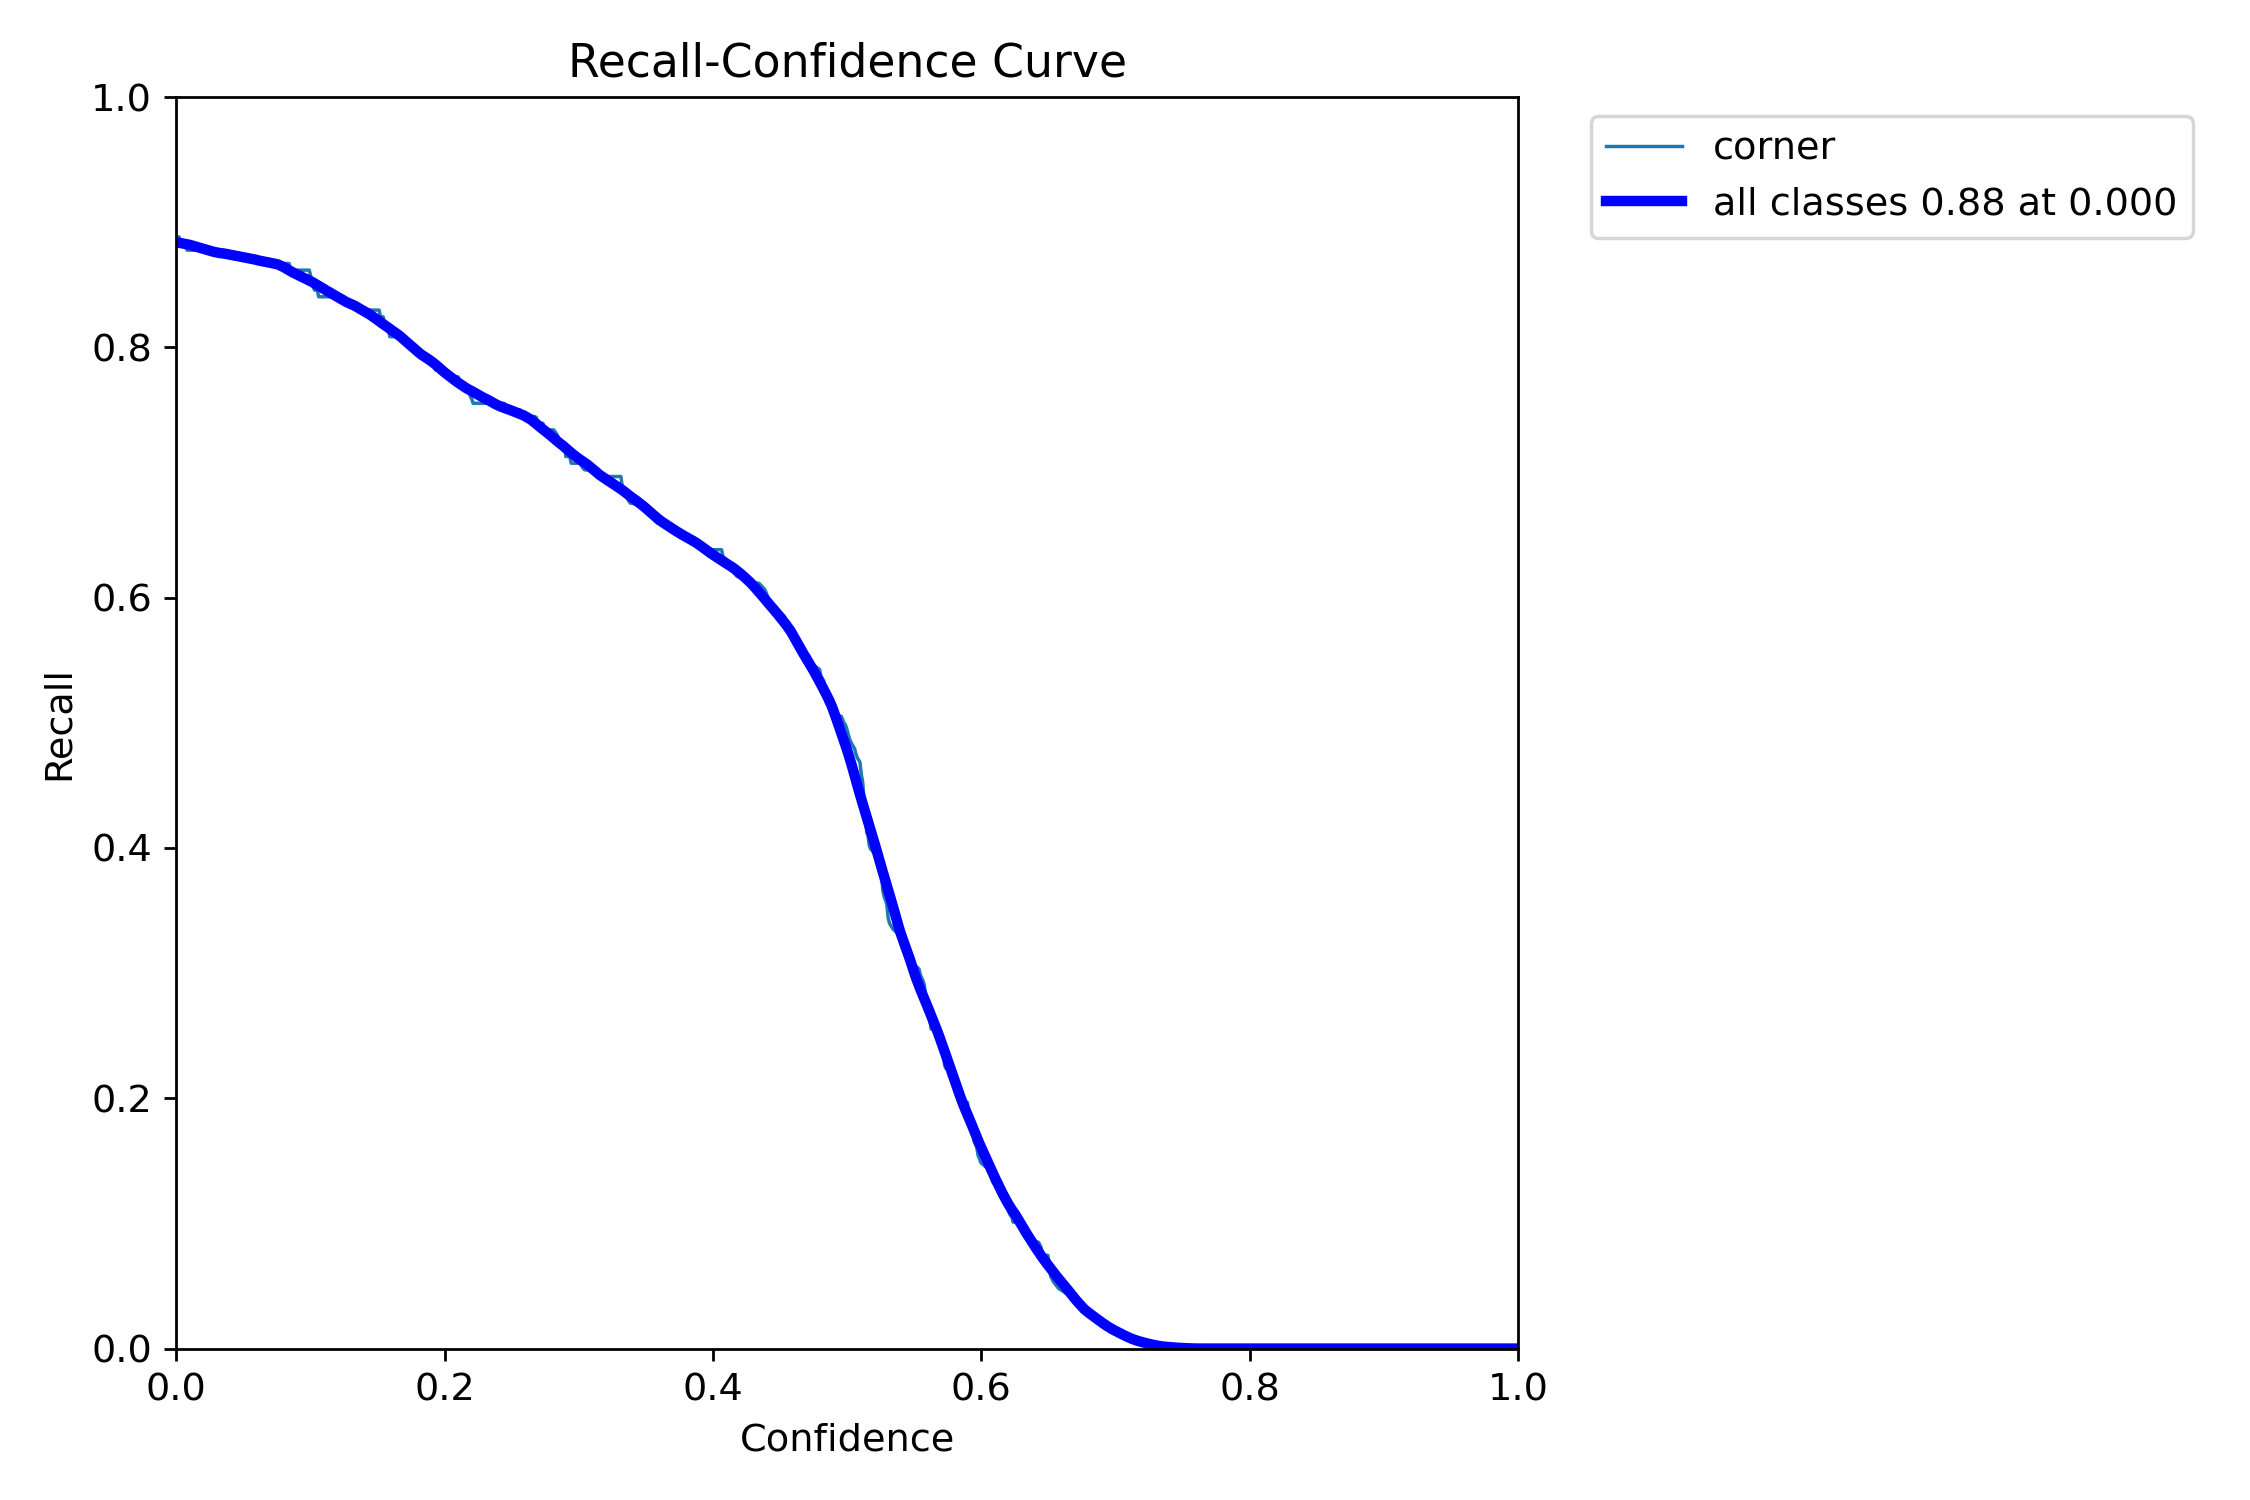 Recall-Confidence Curve
corner
all classes 0.88 at 0.000
1.0
0.8
0.6
0.4
0.2
0.0
Recall
0.0 0.2 0.4 0.6 0.8 1.0
Confidence